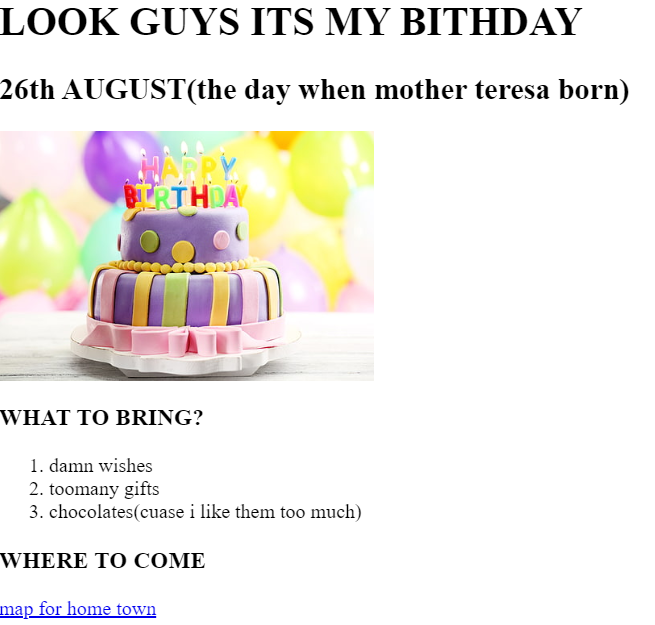 LOOK GUYS ITS MY BITHDAY
26th AUGUST(the day when mother teresa born)
HAPPY
BIRTHDAY
WHAT TO BRING?
1. damn wishes
2. toomany gifts
3. chocolates(cuase i like them too much)
WHERE TO COME
map for home town